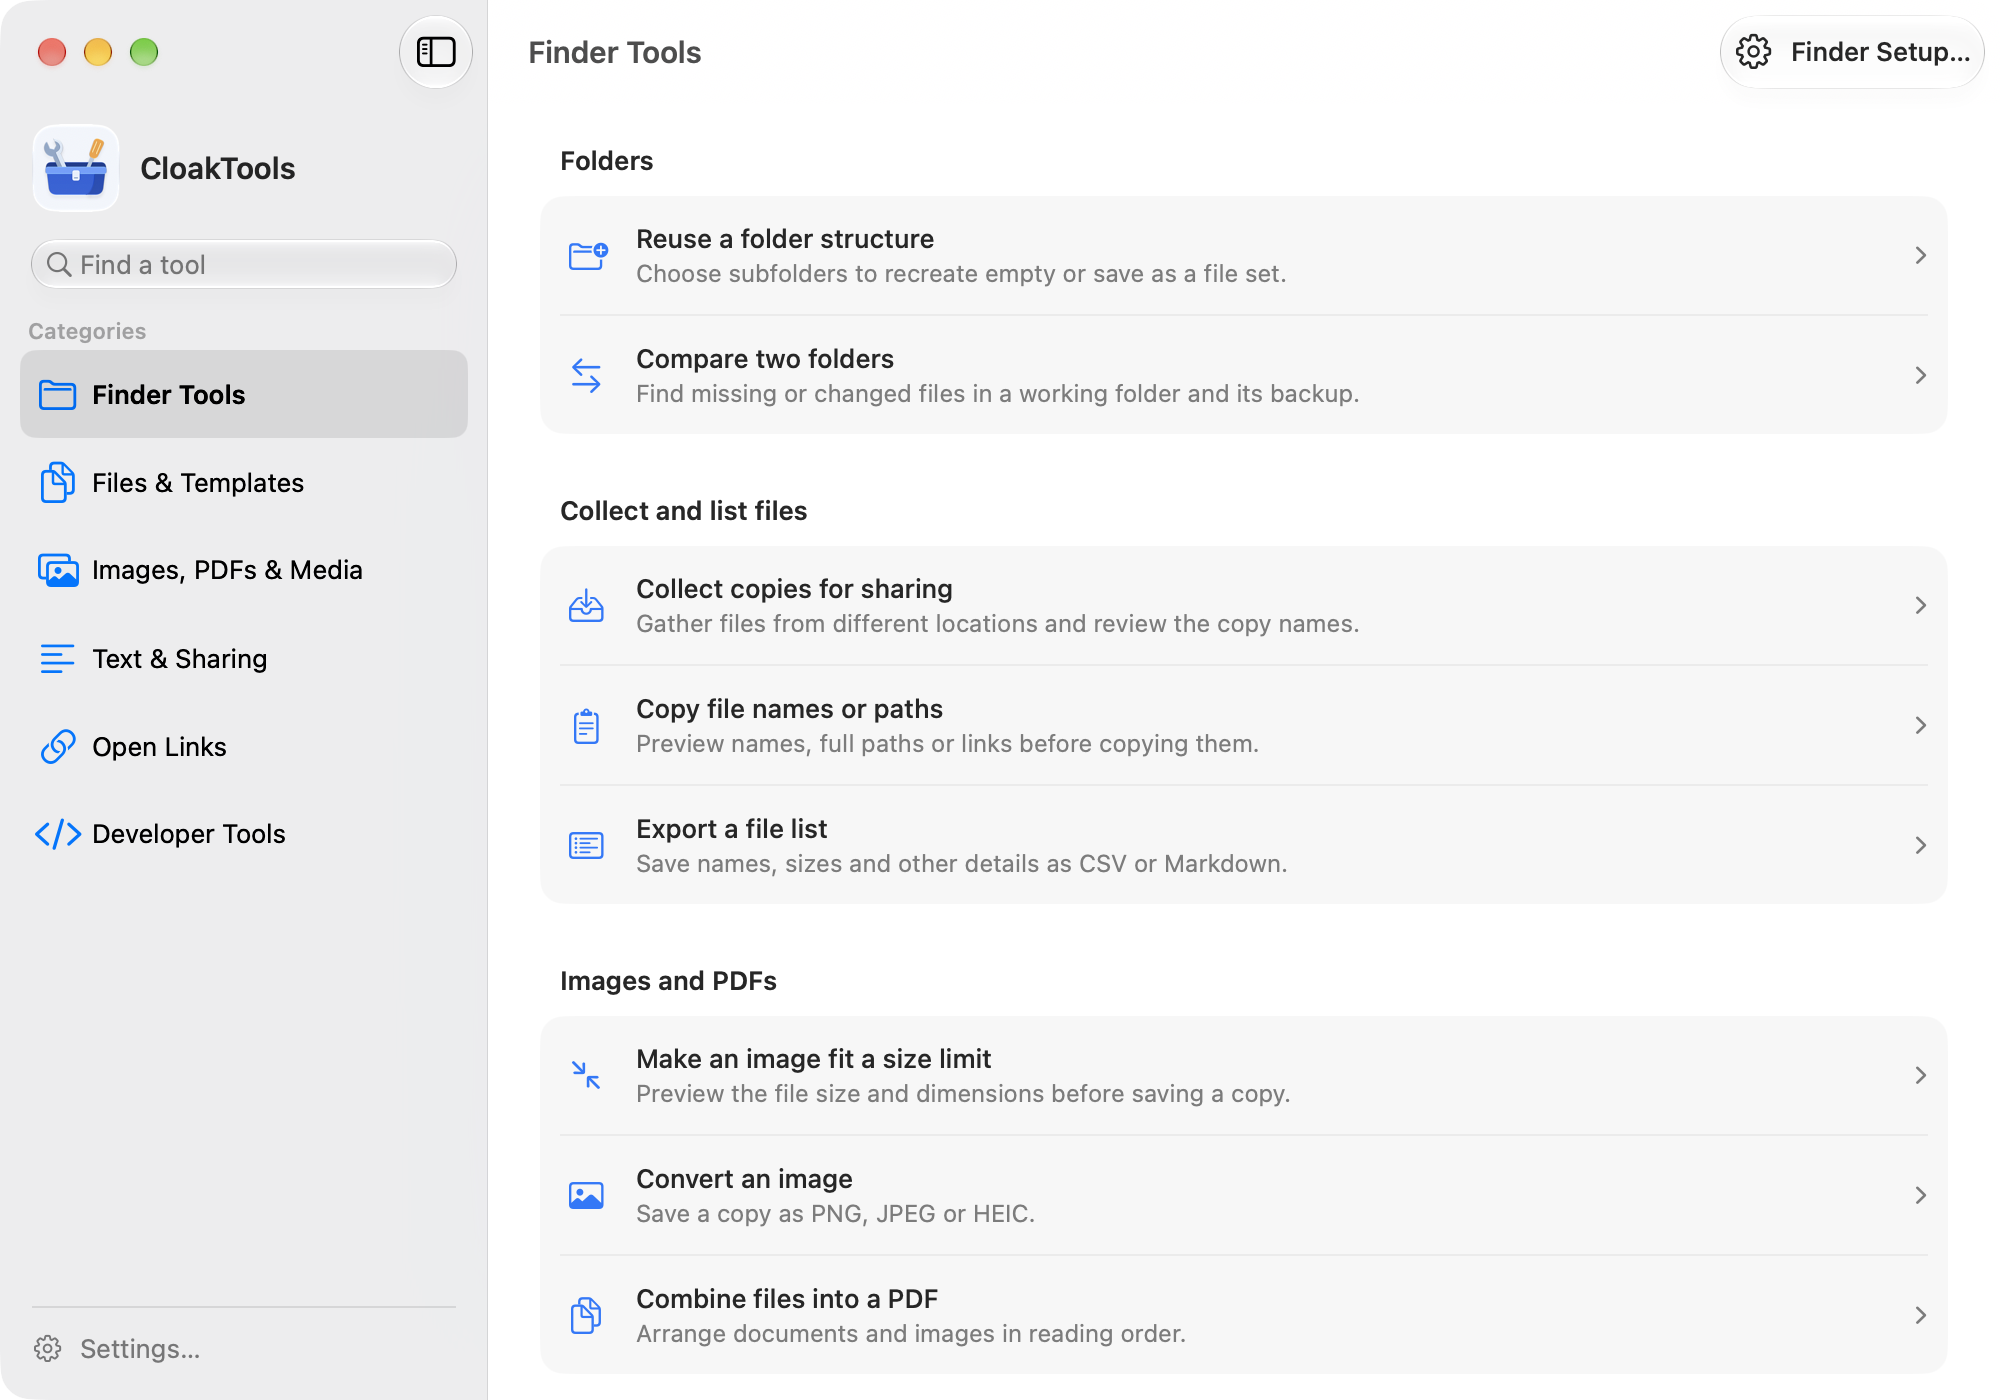 CloakTools
Find a tool
Categories
Finder Tools
Files & Templates
Images, PDFs & Media
Text & Sharing
Open Links
Developer Tools
Settings...
Finder Tools
Finder Setup...
Folders
Reuse a folder structure
Choose subfolders to recreate empty or save as a file set.
Compare two folders
Find missing or changed files in a working folder and its backup.
Collect and list files
Collect copies for sharing
Gather files from different locations and review the copy names.
Copy file names or paths
Preview names, full paths or links before copying them.
Export a file list
Save names, sizes and other details as CSV or Markdown.
Images and PDFs
Make an image fit a size limit
Preview the file size and dimensions before saving a copy.
Convert an image
Save a copy as PNG, JPEG or HEIC.
Combine files into a PDF
Arrange documents and images in reading order.